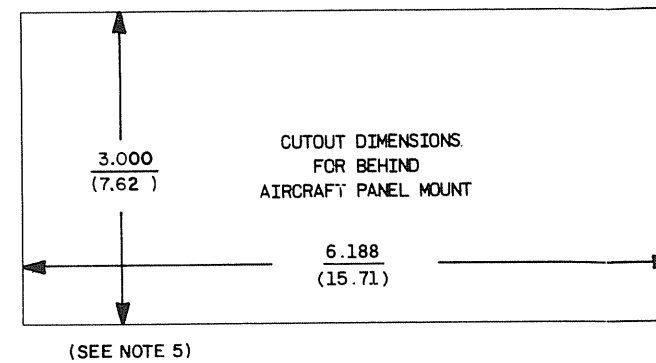 CUTOUT DIMENSIONS
FOR BEHIND
AIRCRAFT PANEL MOUNT
3.000
(7.62 )
6.188
(15.71)
(SEE NOTE 5)